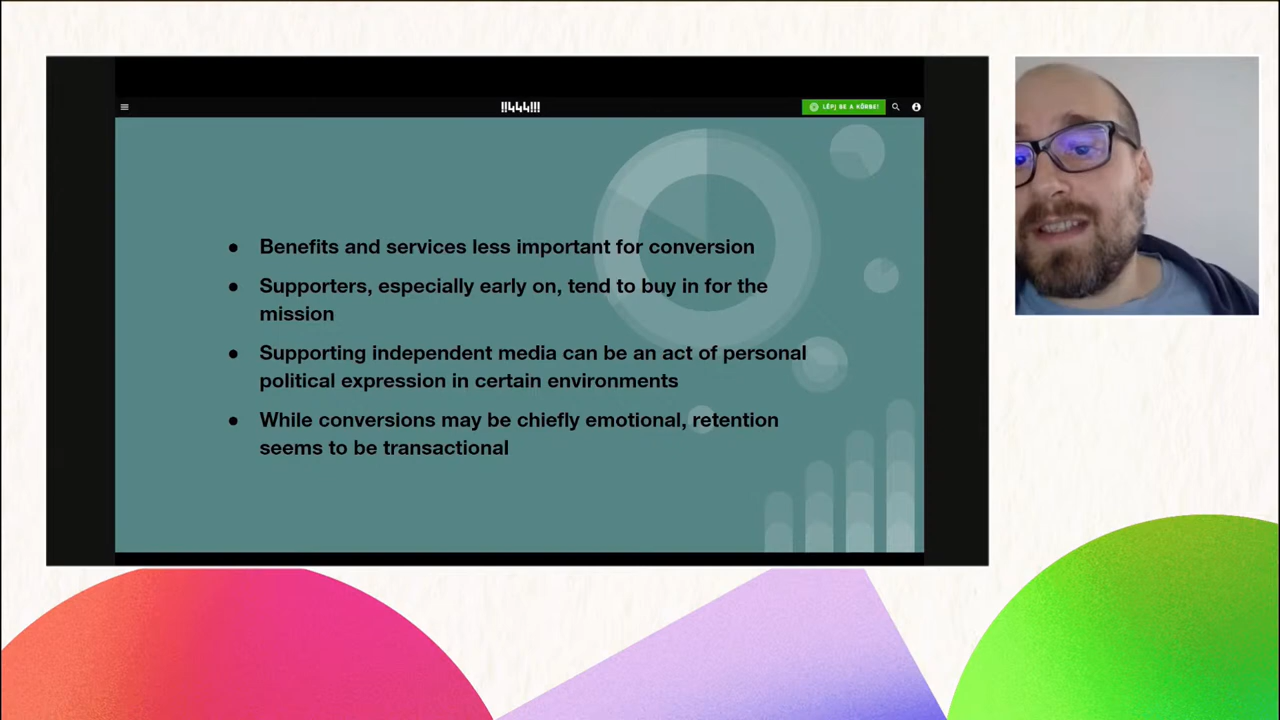 !!444!!!
LÉPJ BE A KÖRBE!
● Benefits and services less important for conversion
● Supporters, especially early on, tend to buy in for the
mission
● Supporting independent media can be an act of personal
political expression in certain environments
● While conversions may be chiefly emotional, retention
seems to be transactional